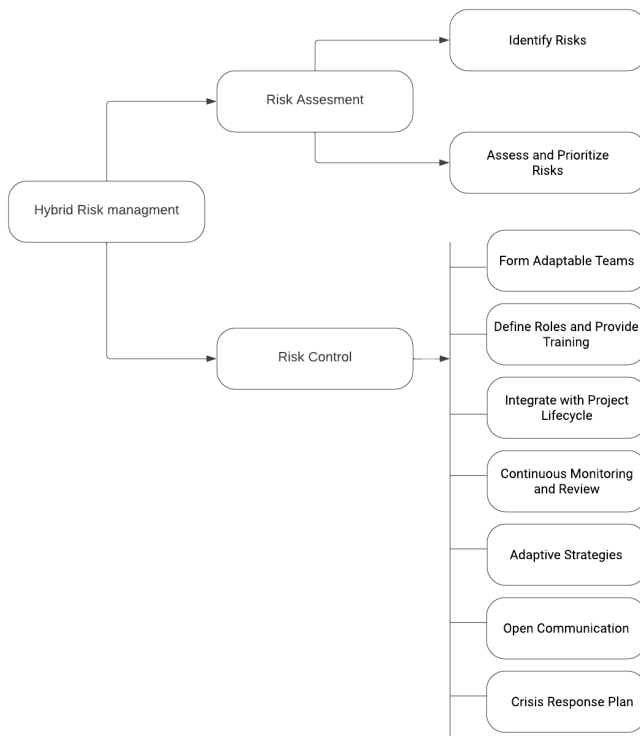 Identify Risks
Risk Assesment
Assess and Prioritize
Risks
Hybrid Risk managment
Form Adaptable Teams
Define Roles and Provide
Training
Risk Control
Integrate with Project
Lifecycle
Continuous Monitoring
and Review
Adaptive Strategies
Open Communication
Crisis Response Plan